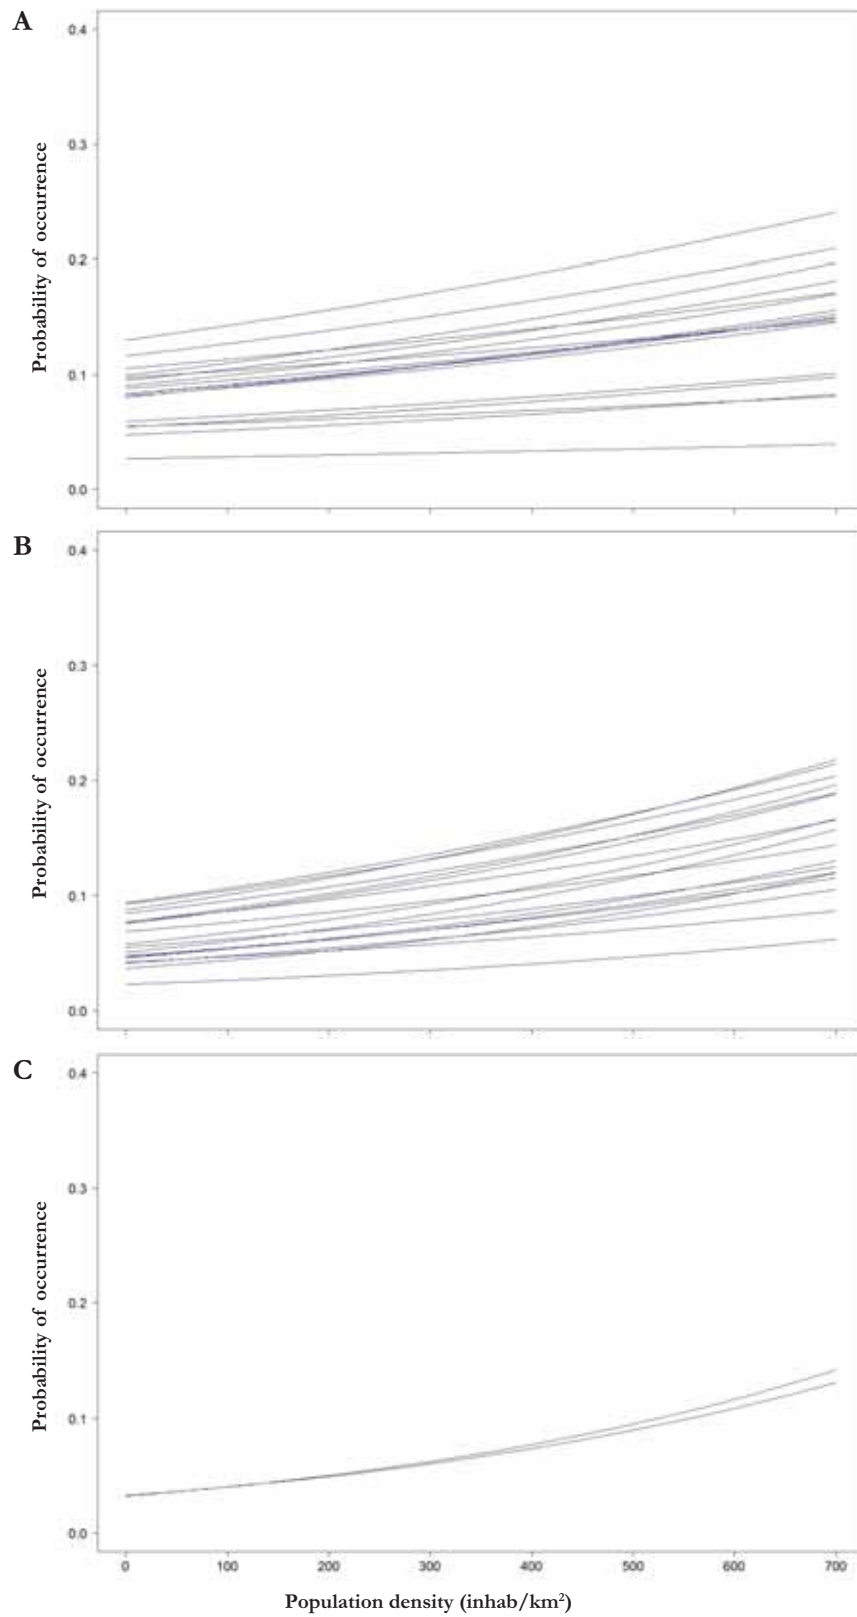 A
0.4
0.3
0.2
0.1
0.0
Probability of occurrence
B
0.4
0.3
0.2
0.1
0.0
Probability of occurrence
C
0.4
0.3
0.2
0.1
0.0
Probability of occurrence
0 100 200 300 400 500 600 700
Population density (inhab/km²)